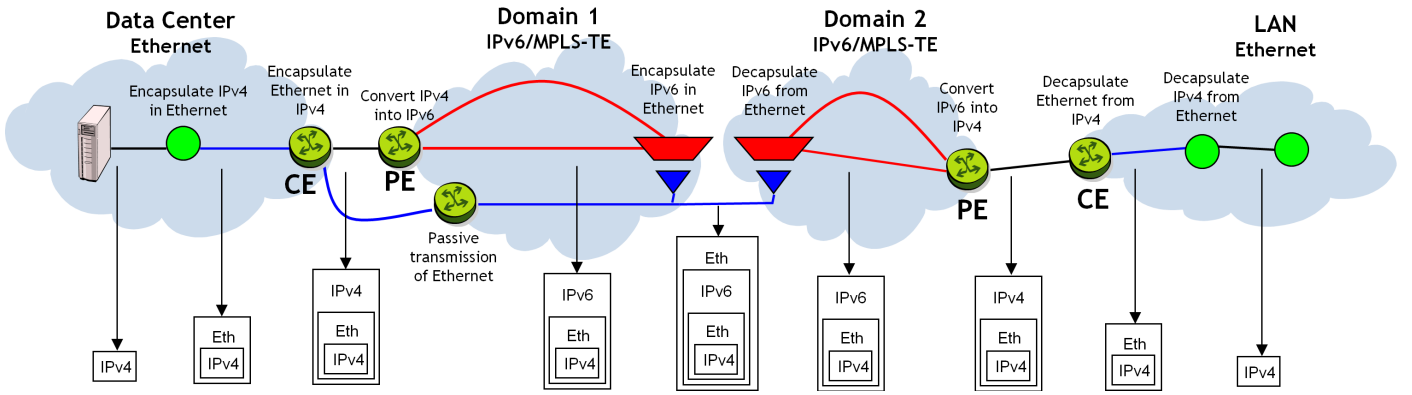 Data Center
Ethernet
Domain 1
IPv6/MPLS-TE
Domain 2
IPv6/MPLS-TE
LAN
Ethernet
Encapsulate IPv4
in Ethernet
Encapsulate
Ethernet in
IPv4
Convert IPv4
into IPv6
Encapsulate
IPv6 in
Ethernet
Decapsulate
IPv6 from
Ethernet
Convert
IPv6 into
IPv4
Decapsulate
Ethernet from
IPv4
Decapsulate
IPv4 from
Ethernet
CE
PE
PE
CE
Passive
transmission
of Ethernet
IPv4
Eth
IPv4
IPv4
Eth
IPv4
IPv6
Eth
IPv4
Eth
IPv6
Eth
IPv4
IPv6
Eth
IPv4
IPv4
Eth
IPv4
Eth
IPv4
IPv4